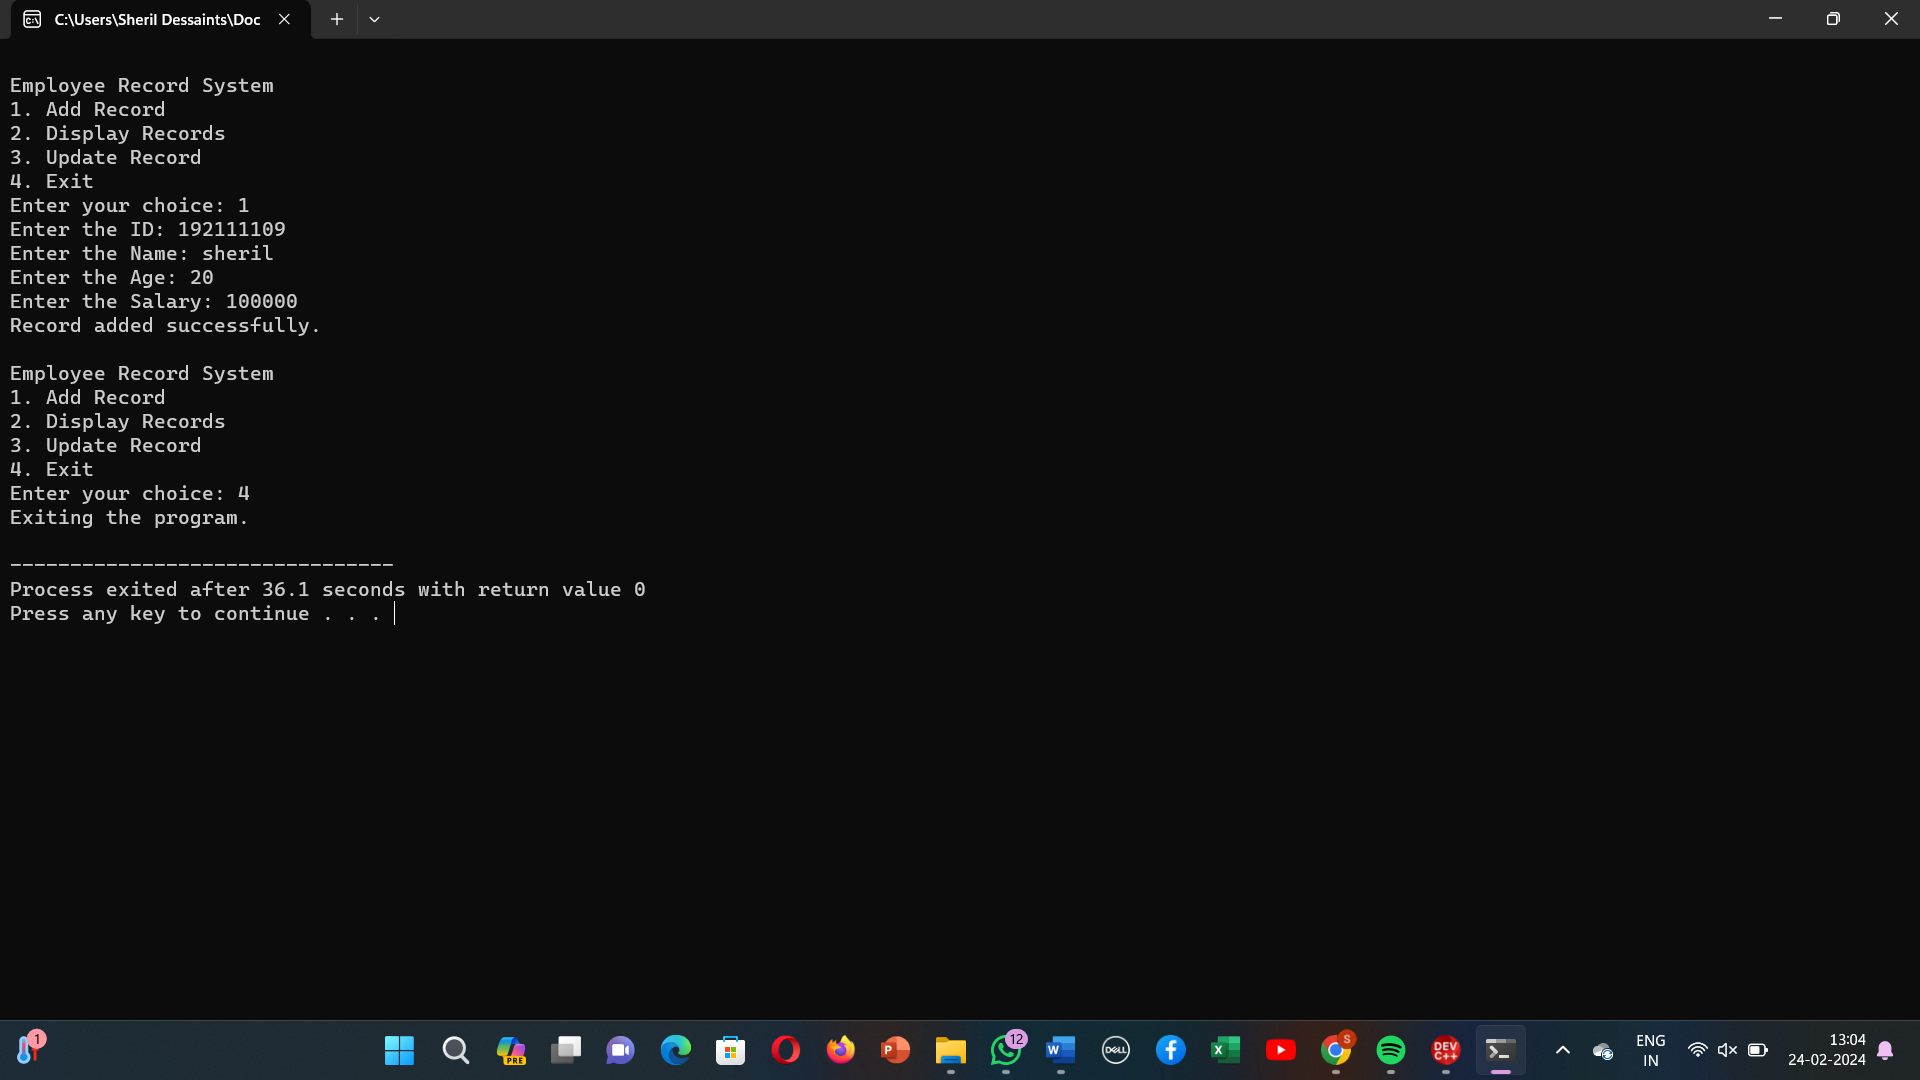 C:\Users\Sheril Dessaints\Doc
Employee Record System
1. Add Record
2. Display Records
3. Update Record
4. Exit
Enter your choice: 1
Enter the ID: 192111109
Enter the Name: sheril
Enter the Age: 20
Enter the Salary: 100000
Record added successfully.
Employee Record System
1. Add Record
2. Display Records
3. Update Record
4. Exit
Enter your choice: 4
Exiting the program.
--------------------------------
Process exited after 36.1 seconds with return value 0
Press any key to continue . . .
1
PRE
P
12
W
DELL
X
S
DEV
C++
ENG
IN
13:04
24-02-2024